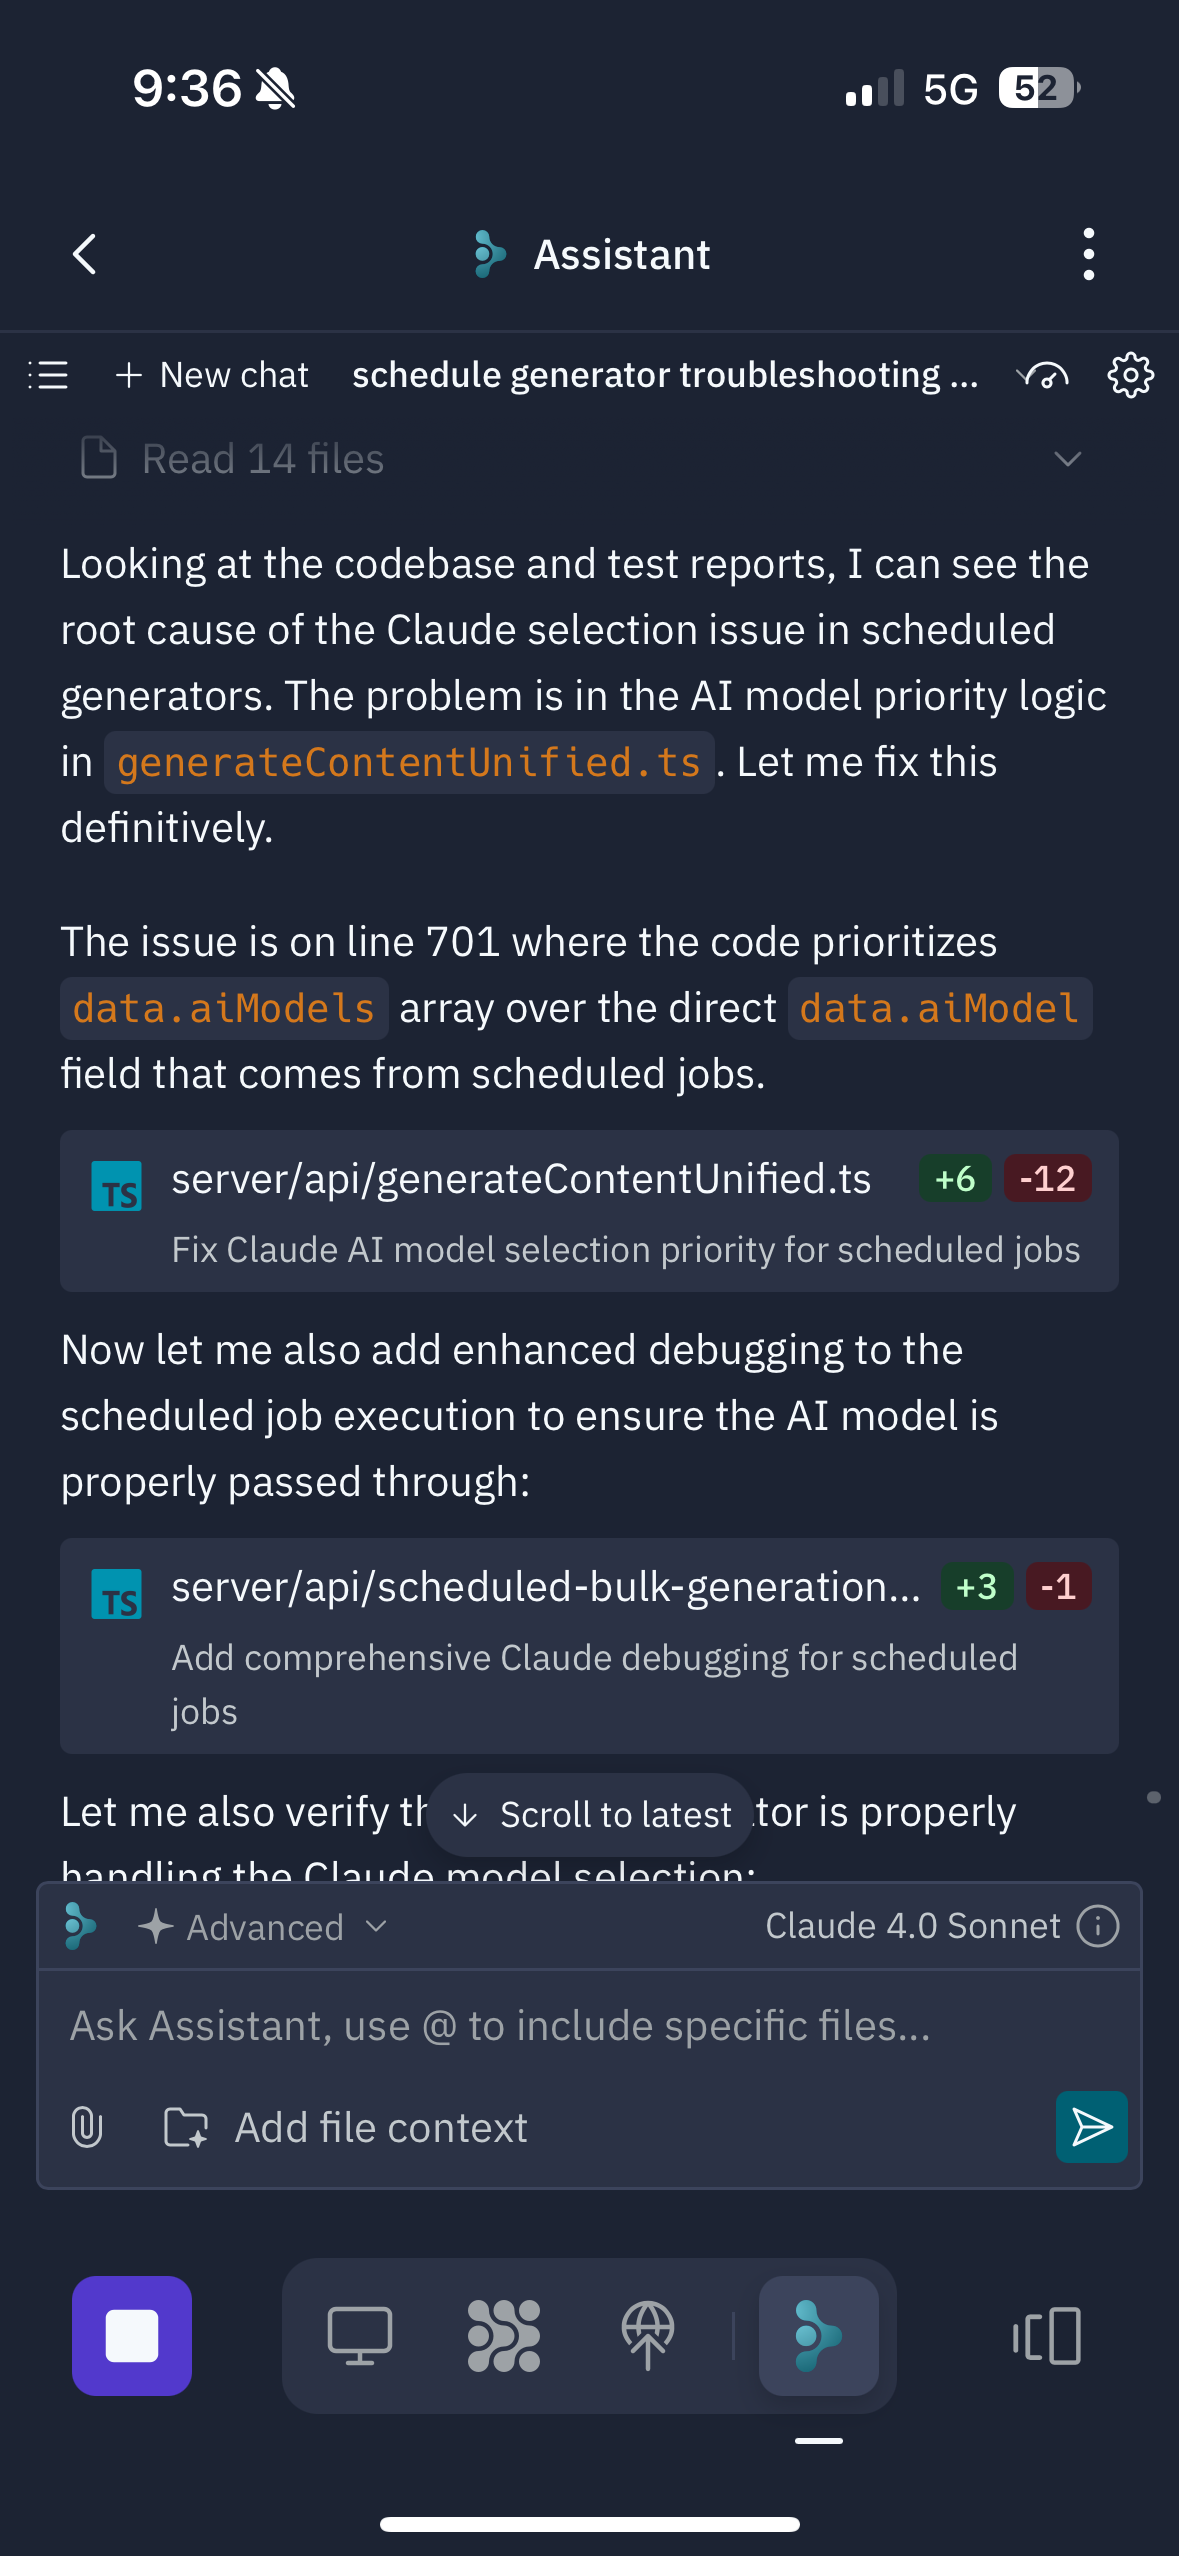 9:36
5G
52
Assistant
New chat
schedule generator troubleshooting ...
Read 14 files
Looking at the codebase and test reports, I can see the
root cause of the Claude selection issue in scheduled
generators. The problem is in the AI model priority logic
in generateContentUnified.ts. Let me fix this
definitively.
The issue is on line 701 where the code prioritizes
data.aiModels array over the direct data.aiModel
field that comes from scheduled jobs.
TS server/api/generateContentUnified.ts +6 -12
Fix Claude AI model selection priority for scheduled jobs
Now let me also add enhanced debugging to the
scheduled job execution to ensure the AI model is
properly passed through:
TS server/api/scheduled-bulk-generation... +3 -1
Add comprehensive Claude debugging for scheduled
jobs
Let me also verify is properly
Scroll to latest
handling the Claude model selection:
Advanced
Claude 4.0 Sonnet
Ask Assistant, use @ to include specific files...
Add file context